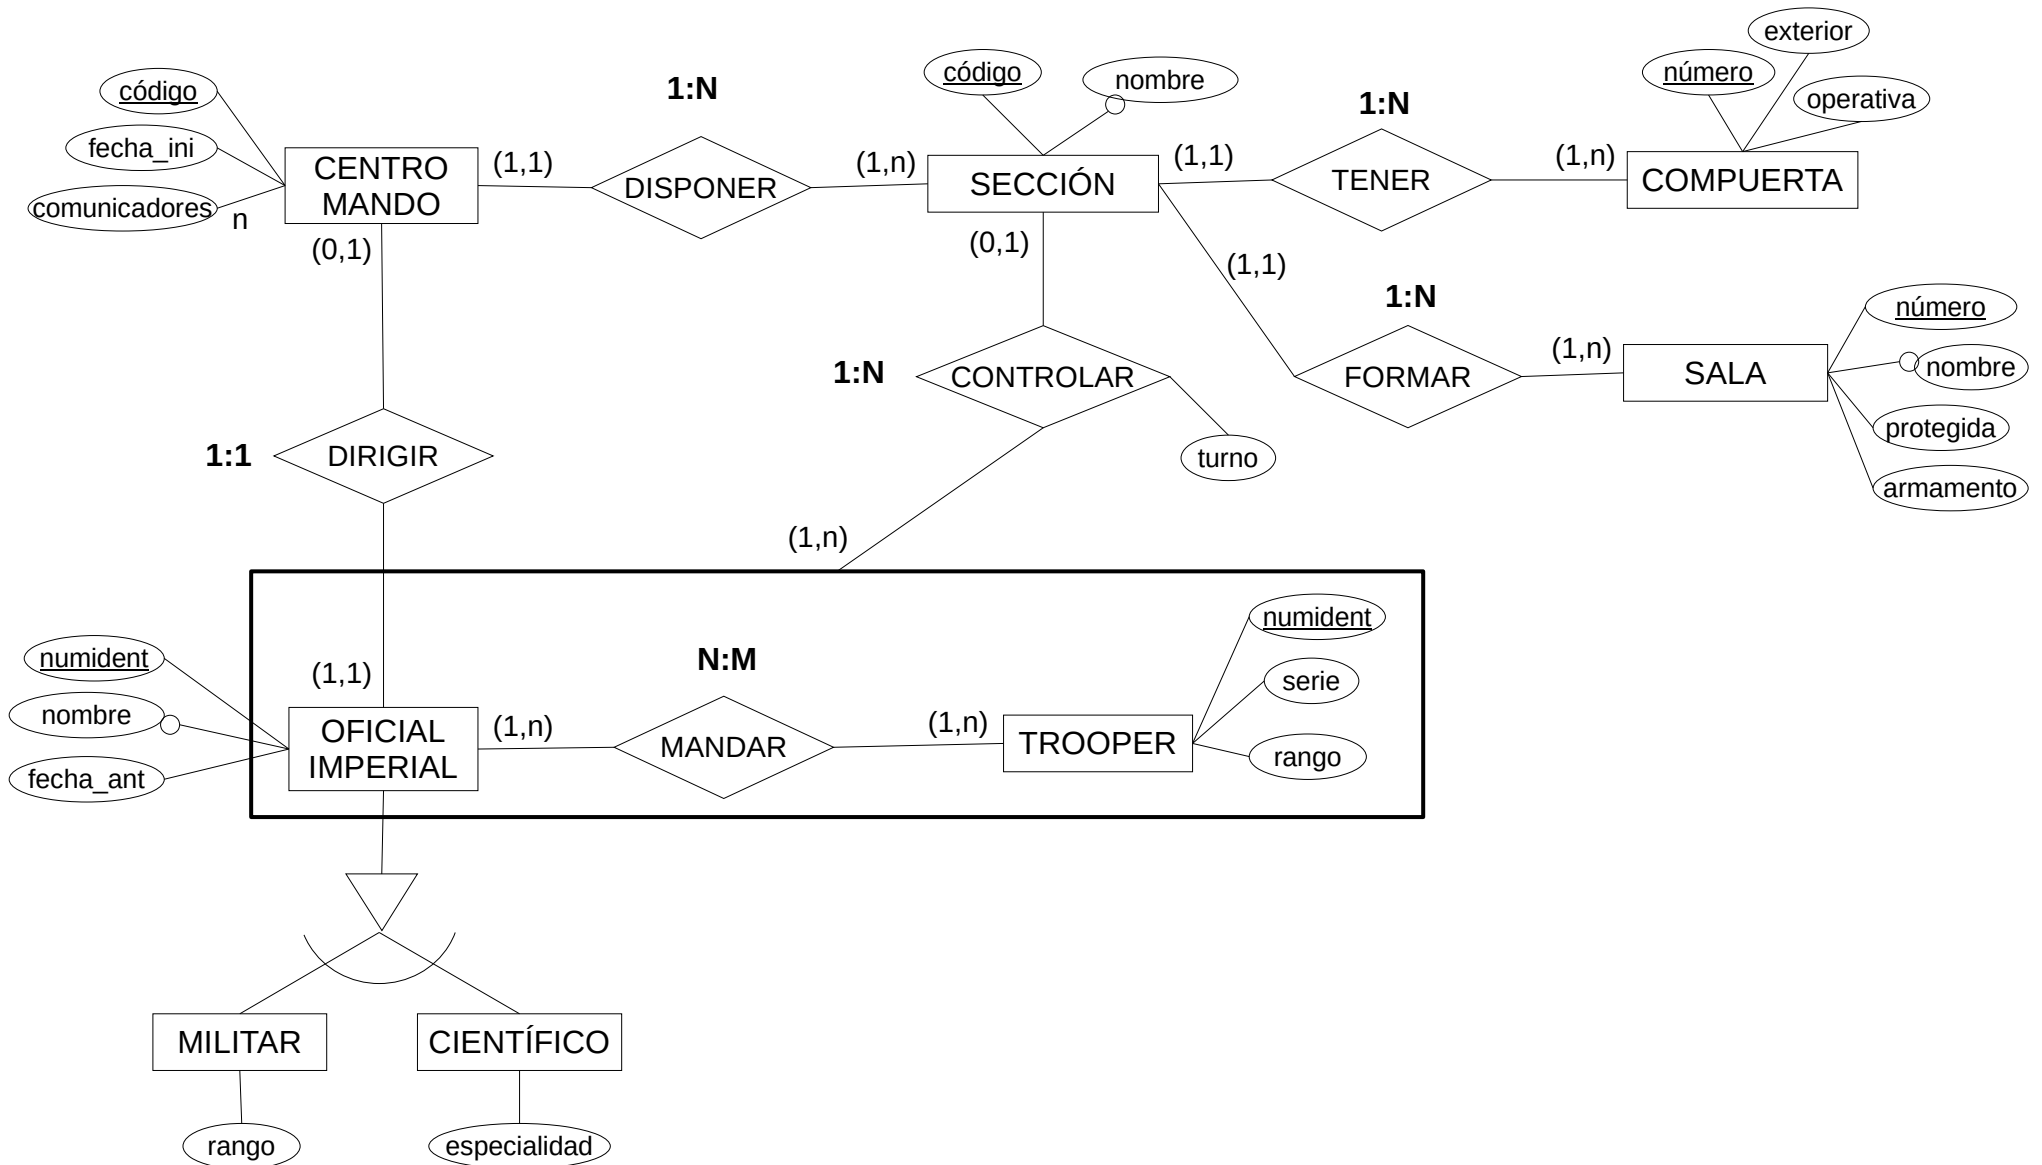 exterior
código
nombre
número
código
1:N
1:N
operativa
fecha_ini
(1,1)
(1,n)
(1,1)
(1,n)
CENTRO
MANDO
DISPONER
SECCIÓN
TENER
COMPUERTA
comunicadores
n
(0,1)
(0,1)
(1,1)
1:N
número
(1,n)
1:N
CONTROLAR
FORMAR
SALA
nombre
protegida
1:1
DIRIGIR
turno
armamento
(1,n)
numident
numident
N:M
(1,1)
serie
nombre
(1,n)
(1,n)
OFICIAL
IMPERIAL
MANDAR
TROOPER
rango
fecha_ant
MILITAR
CIENTÍFICO
rango
especialidad